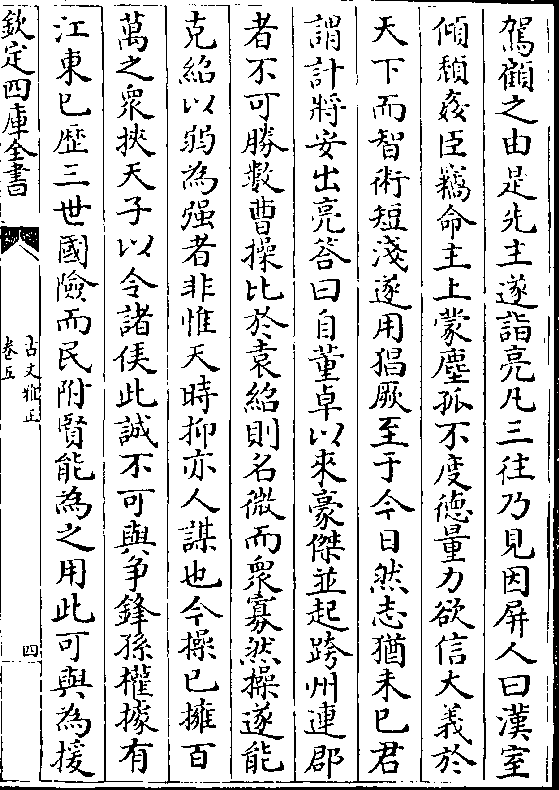 駕顧之由是先主遂詣亮凡三往乃見因屏人曰漢室
傾頽姦臣竊命主上蒙塵孤不度德量力欲信大義於
天下而智術短淺遂用猖厥至于今日然志猶未已君
謂計將安出亮答曰自董卓以來豪傑並起跨州連郡
者不可勝數曹操比於袁紹則名微而衆寡然操遂能
克紹以弱為强者非惟天時抑亦人謀也今操已擁百
萬之衆挾天子以令諸侯此誠不可與争鋒孫權據有
江東已歴三世國險而民附賢能為之用此可與為援
欽定四庫全書
古文雅正
卷五
四